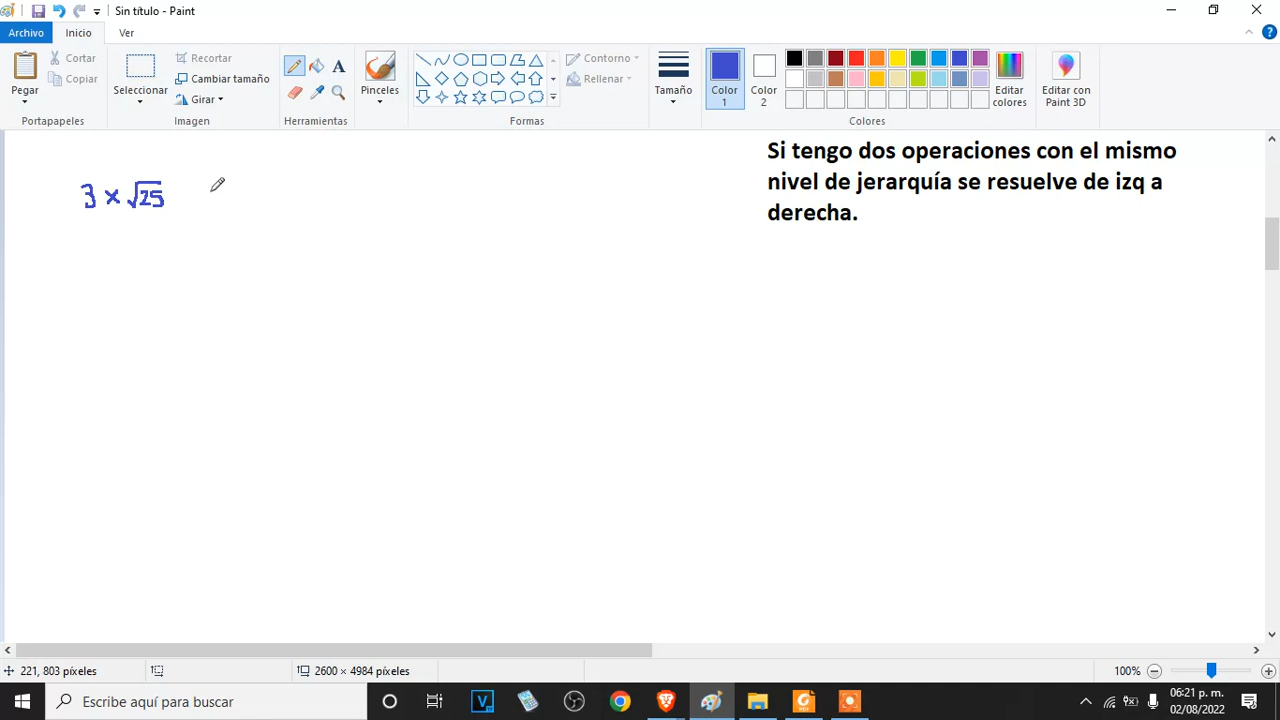 Sin título - Paint
Archivo
Inicio
Ver
Pegar
Cortar
Copiar
Portapapeles
Seleccionar
Recortar
Cambiar tamaño
Girar
Imagen
A
Herramientas
Pinceles
Contorno
Rellenar
Formas
Tamaño
Color
1
Color
2
Editar
colores
Editar con
Paint 3D
Colores
3 × √25
Si tengo dos operaciones con el mismo
nivel de jerarquía se resuelve de izq a
derecha.
221, 803 píxeles
2600 × 4984 píxeles
100%
Escribe aquí para buscar
06:21 p. m.
02/08/2022